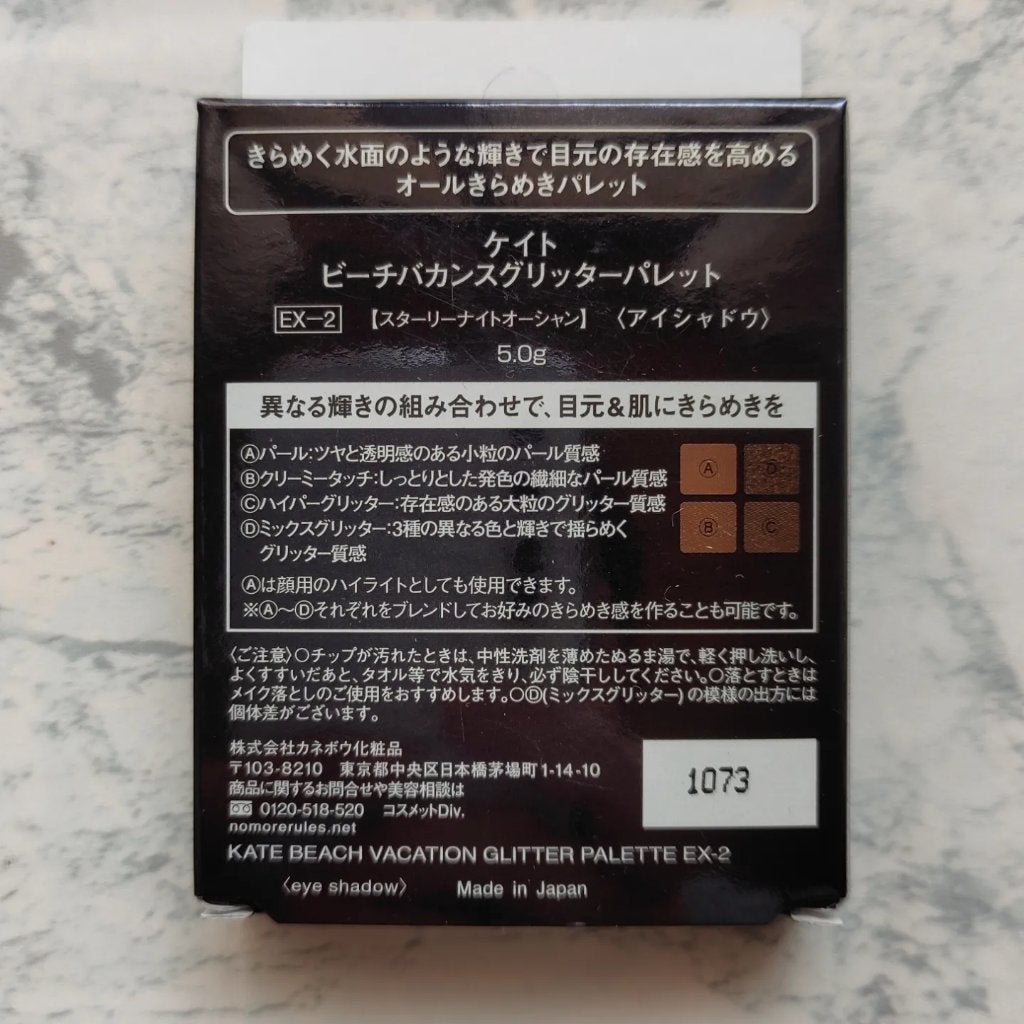 きらめく水面のような輝きで目元の存在感を高める
オールきらめきパレット
ケイト
ビーチバカンスグリッターパレット
EX-2 【スターリーナイトオーシャン】 〈アイシャドウ〉
5.0g
異なる輝きの組み合わせで、目元&肌にきらめきを
Ⓐパール:ツヤと透明感のある小粒のパール質感
Ⓑクリーミータッチ:しっとりとした発色の繊細なパール質感
Ⓒハイパーグリッター:存在感のある大粒のグリッター質感
Ⓓミックスグリッター:3種の異なる色と輝きで揺らめく
グリッター質感
Ⓐ Ⓓ
Ⓑ Ⓒ
Ⓐは顔用のハイライトとしても使用できます。
※Ⓐ〜Ⓓそれぞれをブレンドしてお好みのきらめき感を作ることも可能です。
〈ご注意〉○チップが汚れたときは、中性洗剤を薄めたぬるま湯で、軽く押し洗いし、
よくすすいだあと、タオル等で水気をきり、必ず陰干ししてください。○落とすときは
メイク落としのご使用をおすすめします。○Ⓓ(ミックスグリッター)の模様の出方には
個体差がございます。
株式会社カネボウ化粧品
〒103-8210 東京都中央区日本橋茅場町1-14-10
商品に関するお問合せや美容相談は
0120-518-520 コスメットDiv.
nomorerules.net
KATE BEACH VACATION GLITTER PALETTE EX-2
〈eye shadow〉 Made in Japan
1073